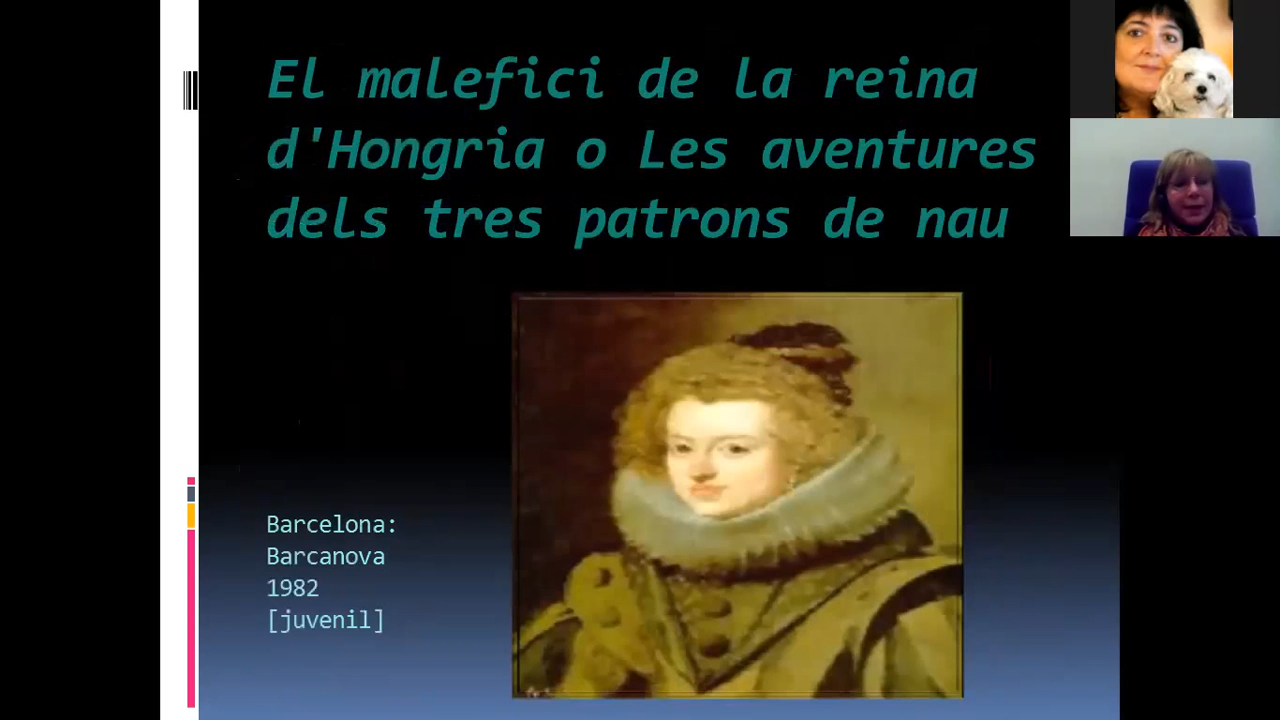 El malefici de la reina
d'Hongria o Les aventures
dels tres patrons de nau
Barcelona:
Barcanova
1982
[juvenil]